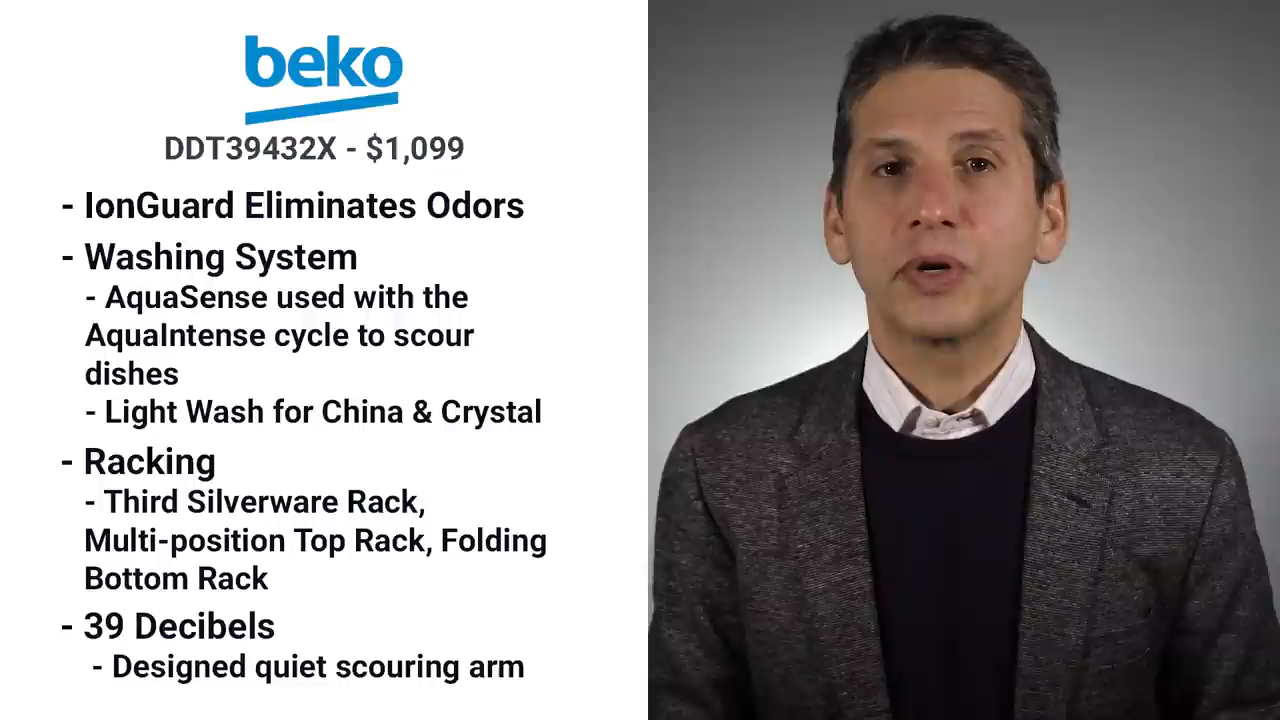 beko
DDT39432X - $1,099
- IonGuard Eliminates Odors
- Washing System
- AquaSense used with the
AquaIntense cycle to scour
dishes
- Light Wash for China & Crystal
- Racking
- Third Silverware Rack,
Multi-position Top Rack, Folding
Bottom Rack
- 39 Decibels
- Designed quiet scouring arm